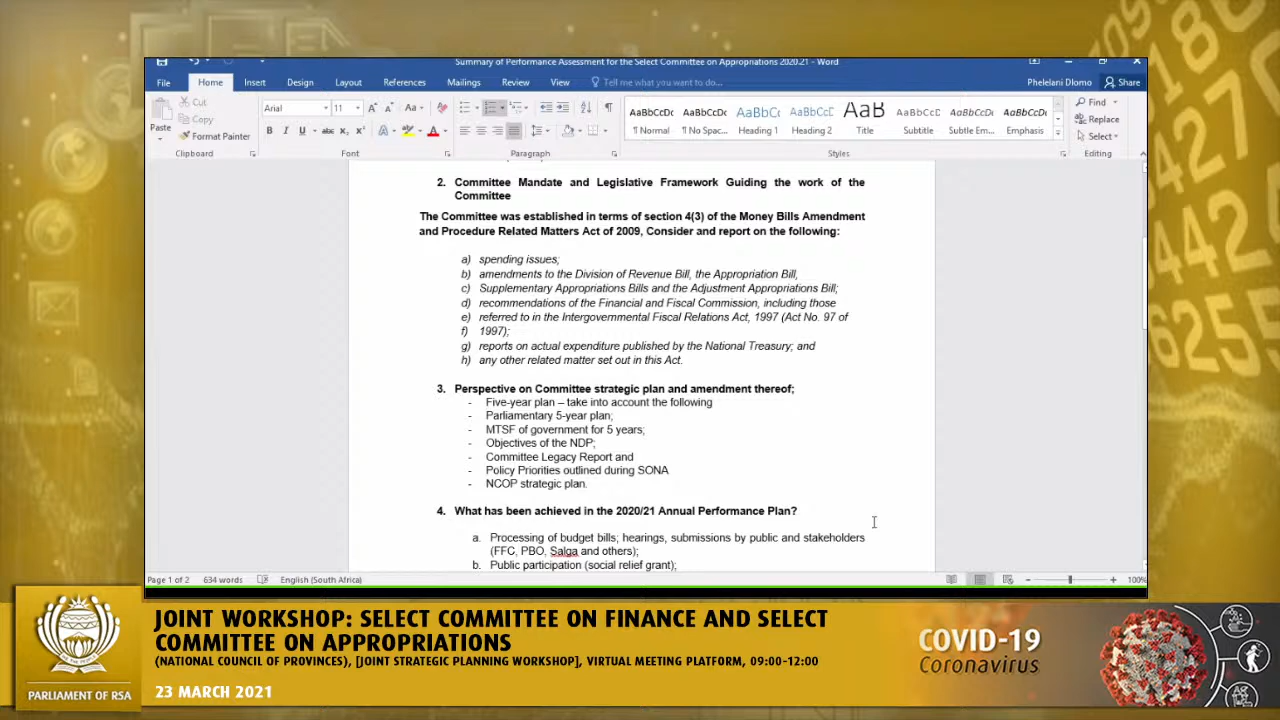 Summary of Performance Assessment for the Select Committee on Appropriations 2020.21 - Word
File Home Insert Design Layout References Mailings Review View Tell me what you want to do... Phelelani Dlomo Share
Paste
Cut
Copy
Format Painter
Clipboard
Arial 11
Font
Paragraph
AaBbCcDc AaBbCcDc AaBbCc AaBbCcC AaB AaBbCcD AaBbCcDc AaBbCcDc
¶ Normal ¶ No Spac... Heading 1 Heading 2 Title Subtitle Subtle Em... Emphasis
Styles
Find
Replace
Select
Editing
2. Committee Mandate and Legislative Framework Guiding the work of the
Committee
The Committee was established in terms of section 4(3) of the Money Bills Amendment
and Procedure Related Matters Act of 2009, Consider and report on the following:
a) spending issues;
b) amendments to the Division of Revenue Bill, the Appropriation Bill,
c) Supplementary Appropriations Bills and the Adjustment Appropriations Bill;
d) recommendations of the Financial and Fiscal Commission, including those
e) referred to in the Intergovernmental Fiscal Relations Act, 1997 (Act No. 97 of
f) 1997);
g) reports on actual expenditure published by the National Treasury; and
h) any other related matter set out in this Act.
3. Perspective on Committee strategic plan and amendment thereof;
- Five-year plan – take into account the following
- Parliamentary 5-year plan;
- MTSF of government for 5 years;
- Objectives of the NDP;
- Committee Legacy Report and
- Policy Priorities outlined during SONA
- NCOP strategic plan.
4. What has been achieved in the 2020/21 Annual Performance Plan?
a. Processing of budget bills; hearings, submissions by public and stakeholders
(FFC, PBO, Salga and others);
b. Public participation (social relief grant);
Page 1 of 2 634 words English (South Africa) 100%
JOINT WORKSHOP: SELECT COMMITTEE ON FINANCE AND SELECT
COMMITTEE ON APPROPRIATIONS
(NATIONAL COUNCIL OF PROVINCES), [JOINT STRATEGIC PLANNING WORKSHOP], VIRTUAL MEETING PLATFORM, 09:00-12:00
23 MARCH 2021
PARLIAMENT OF RSA
COVID-19
Coronavirus